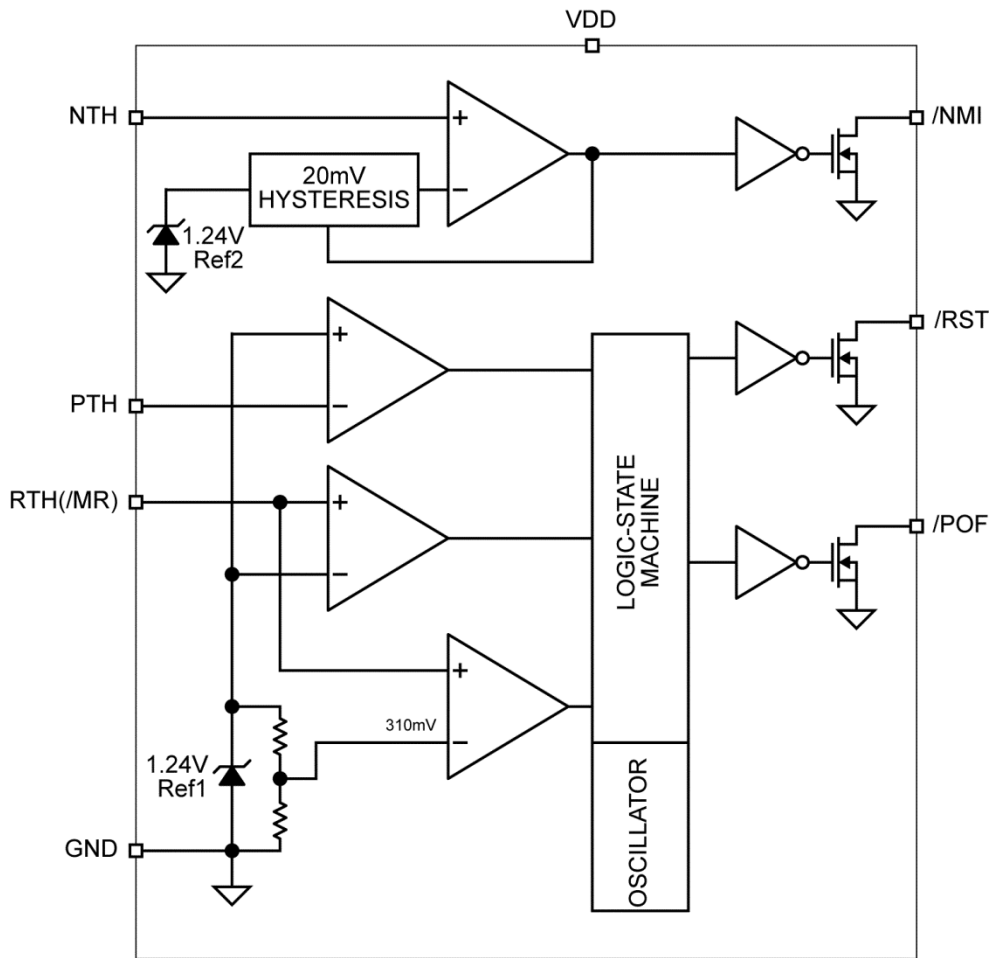 VDD
NTH
+
/NMI
20mV
HYSTERESIS
−
1.24V
Ref2
+
/RST
PTH
−
RTH(/MR)
+
LOGIC-STATE
MACHINE
/POF
−
+
310mV
−
1.24V
Ref1
OSCILLATOR
GND